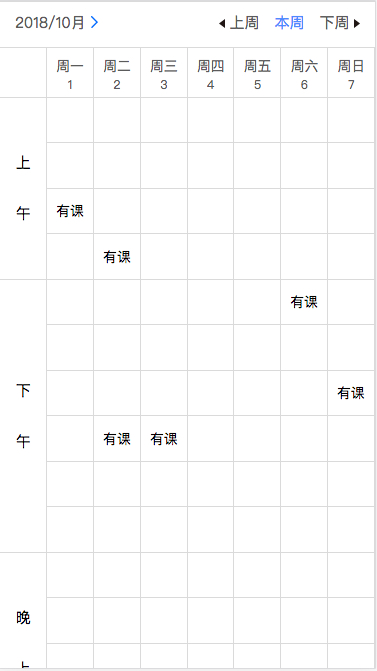 2018/10月 上周 本周 下周
周一 周二 周三 周四 周五 周六 周日
1 2 3 4 5 6 7
上
午
有课
有课
有课
有课
下
午
有课 有课
晚